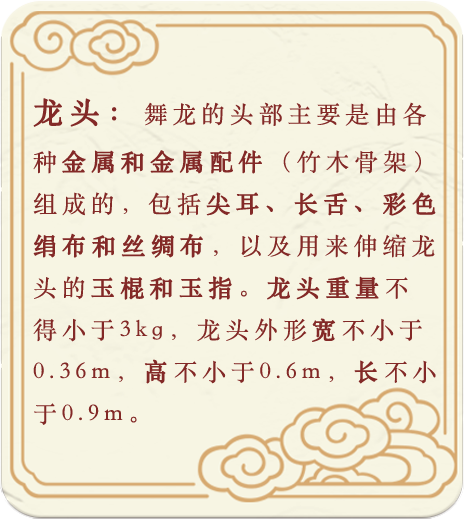 龙头：舞龙的头部主要是由各
种金属和金属配件（竹木骨架）
组成的，包括尖耳、长舌、彩色
绢布和丝绸布，以及用来伸缩龙
头的玉棍和玉指。龙头重量不
得小于3kg，龙头外形宽不小于
0.36m，高不小于0.6m，长不小
于0.9m。